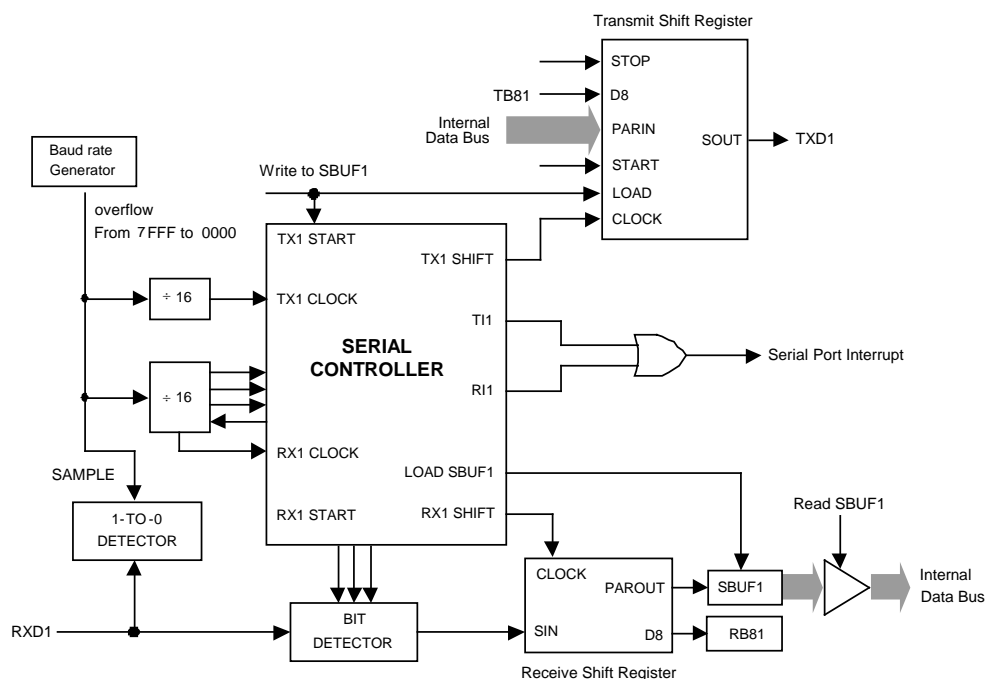 Transmit Shift Register
STOP
TB81
D8
Internal
Data Bus
PARIN
SOUT
TXD1
START
LOAD
CLOCK
Baud rate
Generator
Write to SBUF1
overflow
From 7FFF to 0000
TX1 START
TX1 SHIFT
÷ 16
TX1 CLOCK
TI1
SERIAL
CONTROLLER
Serial Port Interrupt
÷ 16
RI1
RX1 CLOCK
LOAD SBUF1
SAMPLE
RX1 START
RX1 SHIFT
Read SBUF1
1-TO-0
DETECTOR
CLOCK
PAROUT
SBUF1
Internal
Data Bus
RXD1
BIT
DETECTOR
SIN
D8
RB81
Receive Shift Register